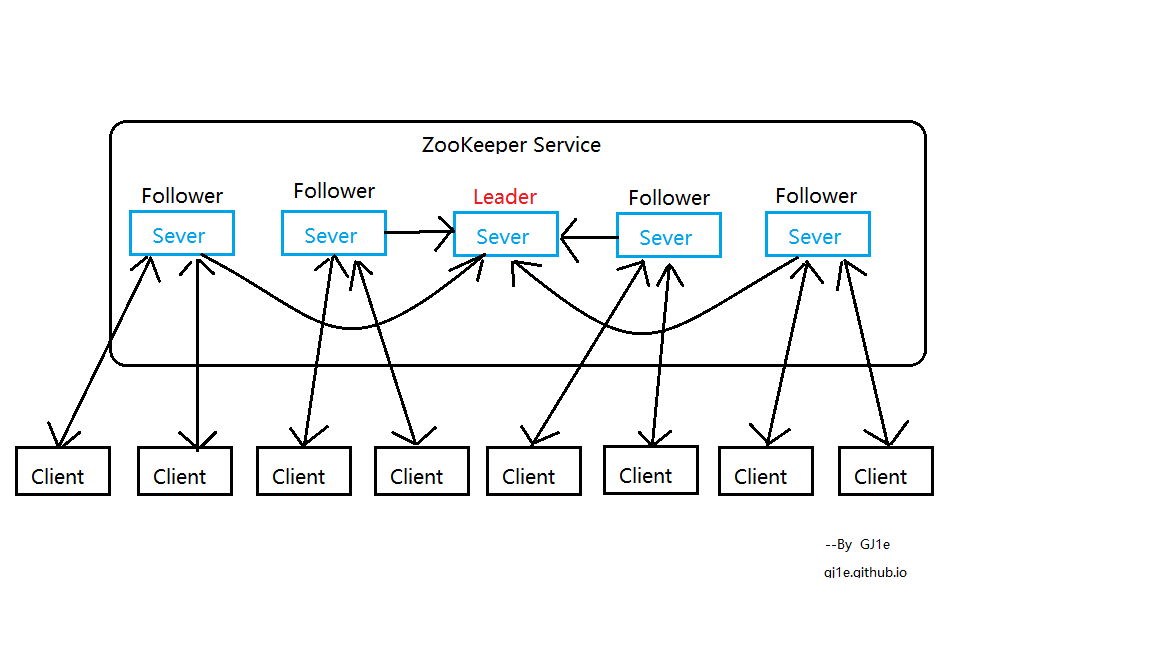 ZooKeeper Service
Follower
Follower
Leader
Follower
Follower
Sever
Sever
Sever
Sever
Sever
Client
Client
Client
Client
Client
Client
Client
Client
--By GJ1e
gj1e.github.io